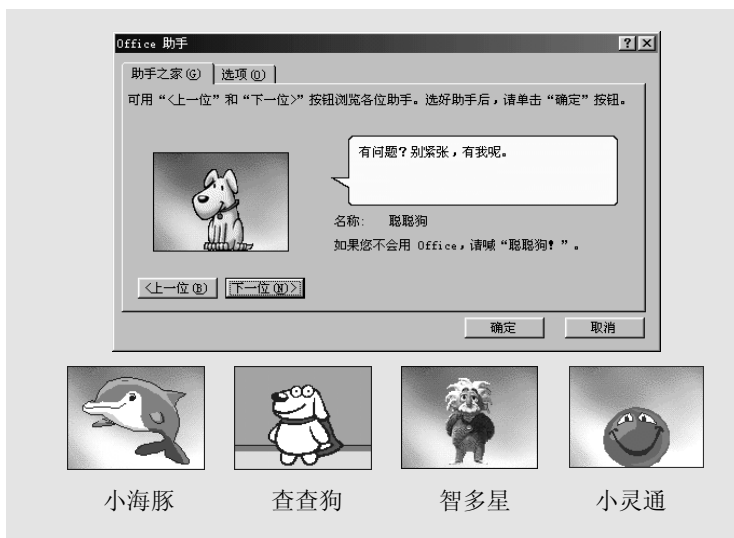 Office 助手
助手之家(G) 选项(O)
可用“<上一位”和“下一位>”按钮浏览各位助手。选好助手后，请单击“确定”按钮。
有问题？别紧张，有我呢。
名称： 聪聪狗
如果您不会用 Office，请喊“聪聪狗！”。
<上一位(B) 下一位(N)>
确定 取消
小海豚 查查狗 智多星 小灵通